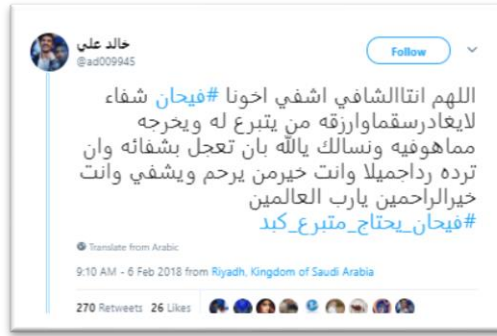 خالد علي
@ad009945
Follow
اللهم انتاالشافي اشفي اخونا #فيحان شفاء
لايغادرسقماوارزقه من يتبرع له ويخرجه
مماهوفيه ونسالك يالله بان تعجل بشفائه وان
ترده رداجميلا وانت خيرمن يرحم ويشفي وانت
خيرالراحمين يارب العالمين
#فيحان_يحتاج_متبرع_كبد
Translate from Arabic
9:10 AM - 6 Feb 2018 from Riyadh, Kingdom of Saudi Arabia
270 Retweets 26 Likes